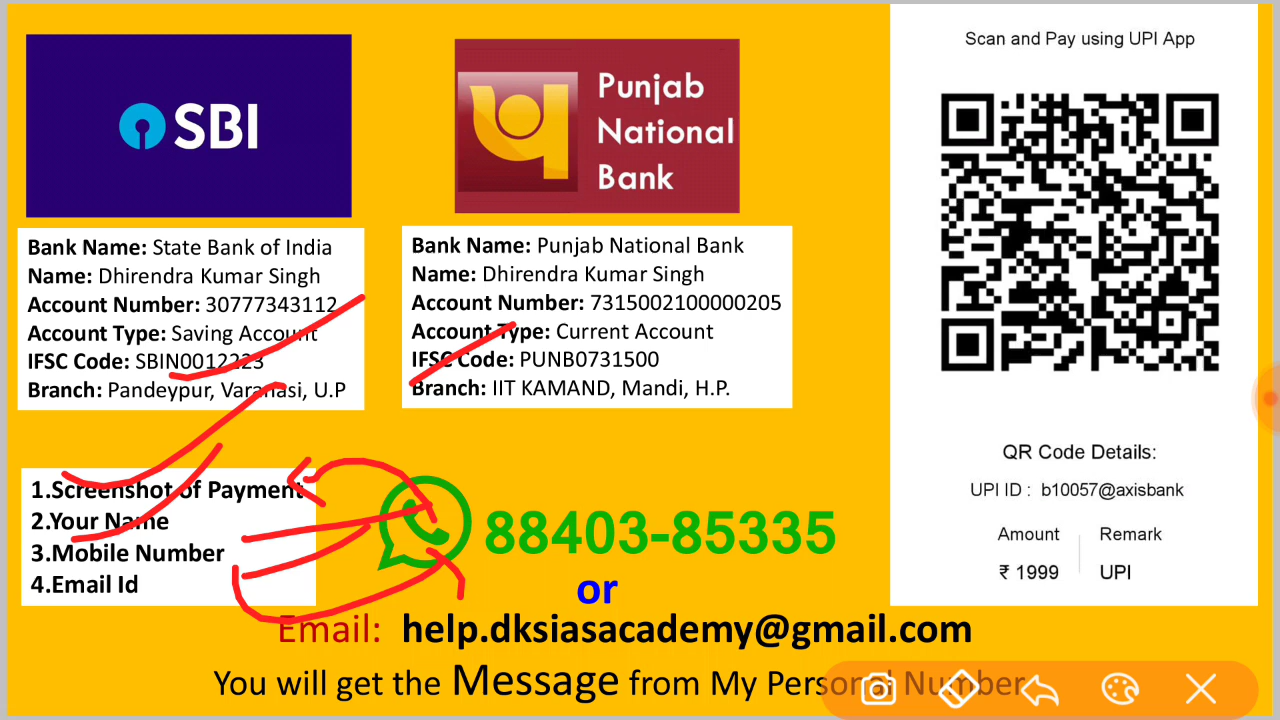 SBI
Punjab
National
Bank
Bank Name: State Bank of India
Name: Dhirendra Kumar Singh
Account Number: 30777343112
Account Type: Saving Account
IFSC Code: SBIN0012223
Branch: Pandeypur, Varanasi, U.P
Bank Name: Punjab National Bank
Name: Dhirendra Kumar Singh
Account Number: 7315002100000205
Account Type: Current Account
IFSC Code: PUNB0731500
Branch: IIT KAMAND, Mandi, H.P.
Scan and Pay using UPI App
QR Code Details:
UPI ID : b10057@axisbank
Amount Remark
₹ 1999 UPI
1.Screenshot of Payment
2.Your Name
3.Mobile Number
4.Email Id
88403-85335
or
Email: help.dksiasacademy@gmail.com
You will get the Message from My Personal Number